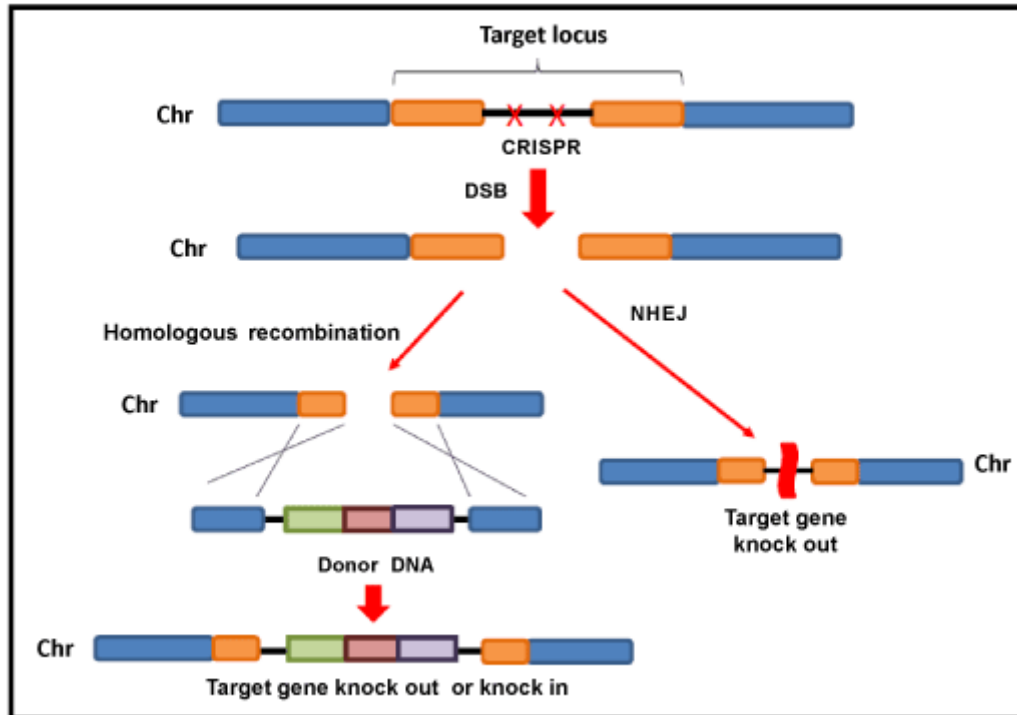 Target locus
Chr
CRISPR
DSB
Chr
NHEJ
Homologous recombination
Chr
Chr
Target gene
knock out
Donor DNA
Chr
Target gene knock out or knock in